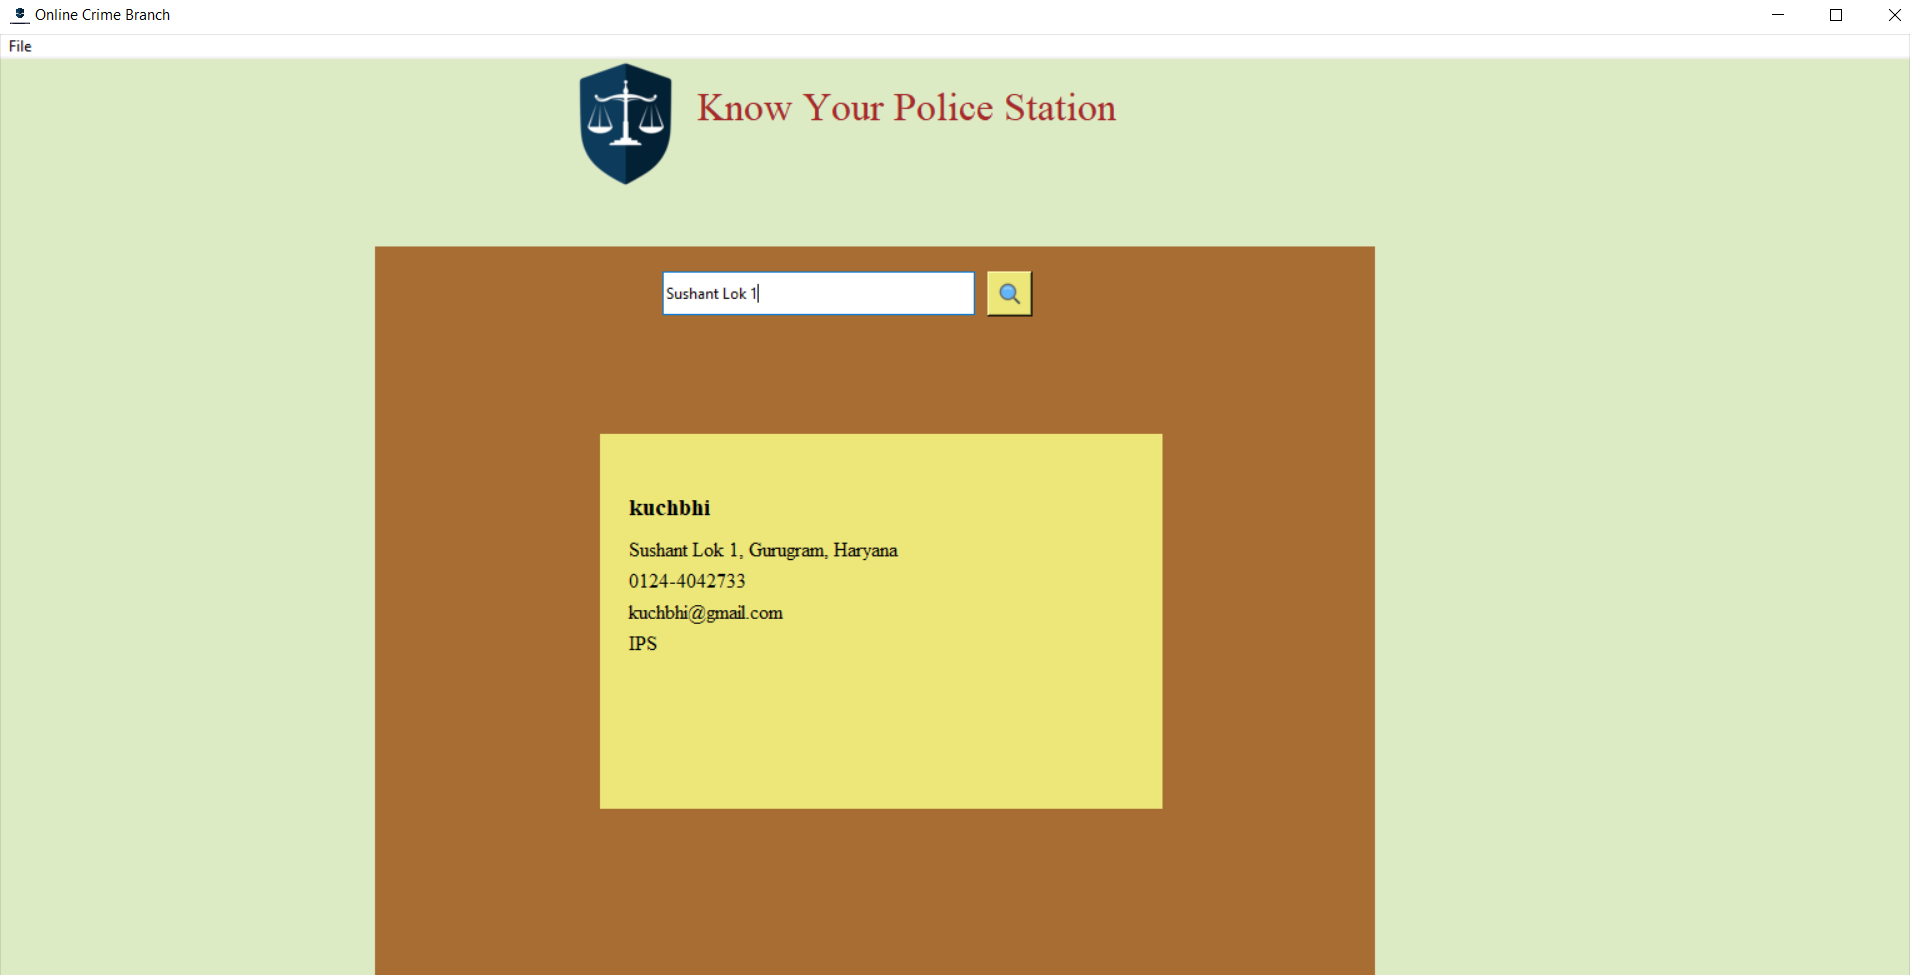 Online Crime Branch
File
Know Your Police Station
Sushant Lok 1
kuchbhi
Sushant Lok 1, Gurugram, Haryana
0124-4042733
kuchbhi@gmail.com
IPS